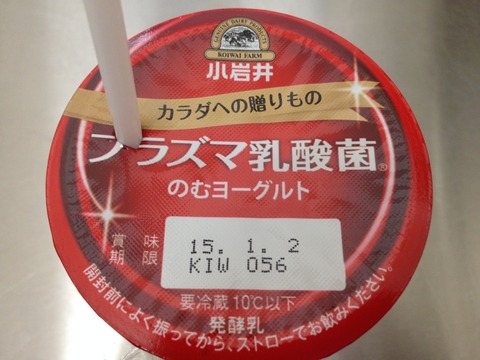 GENUINE DAIRY PRODUCTS
KOIWAI FARM
小岩井
カラダへの贈りもの
プラズマ乳酸菌®
のむヨーグルト
賞味期限
15. 1. 2
KIW 056
要冷蔵10℃以下
発酵乳
開封前によく振ってから、ストローでお飲みください。